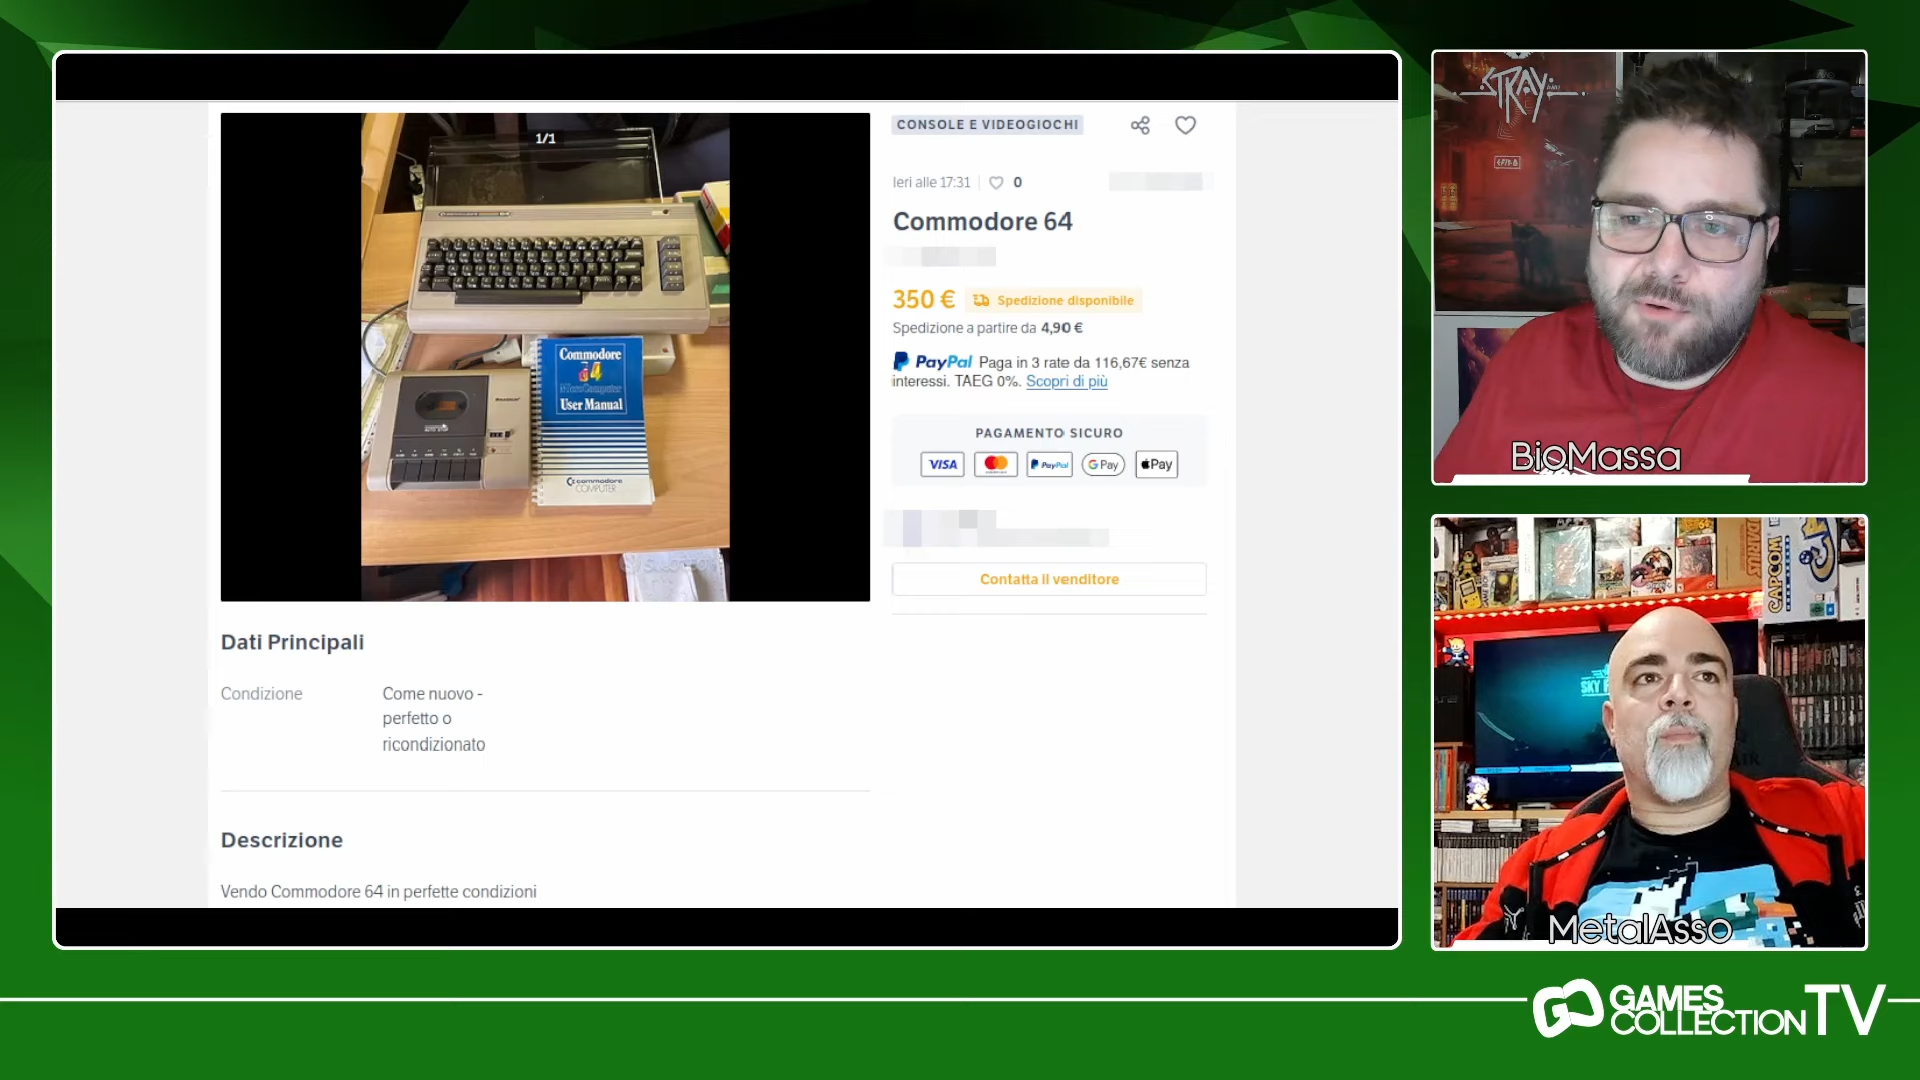 1/1
CONSOLE E VIDEOGIOCHI
Ieri alle 17:31
0
Commodore 64
350 €
Spedizione disponibile
Spedizione a partire da 4,90 €
PayPal Paga in 3 rate da 116,67€ senza
interessi. TAEG 0%. Scopri di più
PAGAMENTO SICURO
VISA
PayPal
G Pay
Pay
Contatta il venditore
Commodore
64
MicroComputer
User Manual
commodore
COMPUTER
Dati Principali
Condizione
Come nuovo -
perfetto o
ricondizionato
Descrizione
Vendo Commodore 64 in perfette condizioni
STRAY
BioMassa
CAPCOM
SKY F
MetalAsso
GAMES
COLLECTION TV